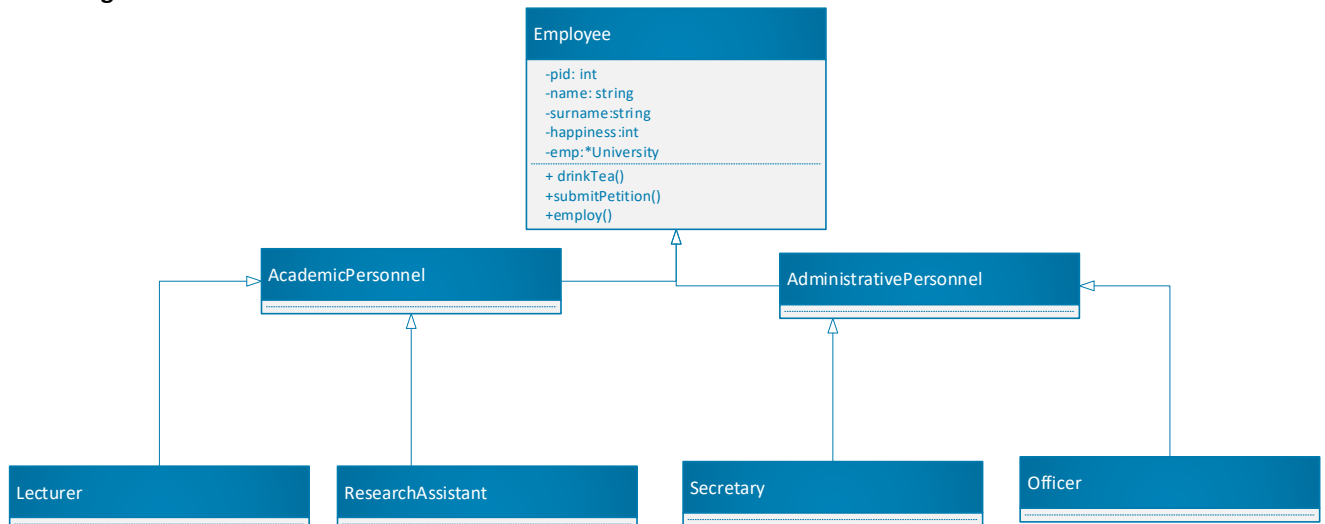 Employee
-pid: int
-name: string
-surname:string
-happiness:int
-emp:*University
+ drinkTea()
+submitPetition()
+employ()
AcademicPersonnel
AdministrativePersonnel
Lecturer
ResearchAssistant
Secretary
Officer